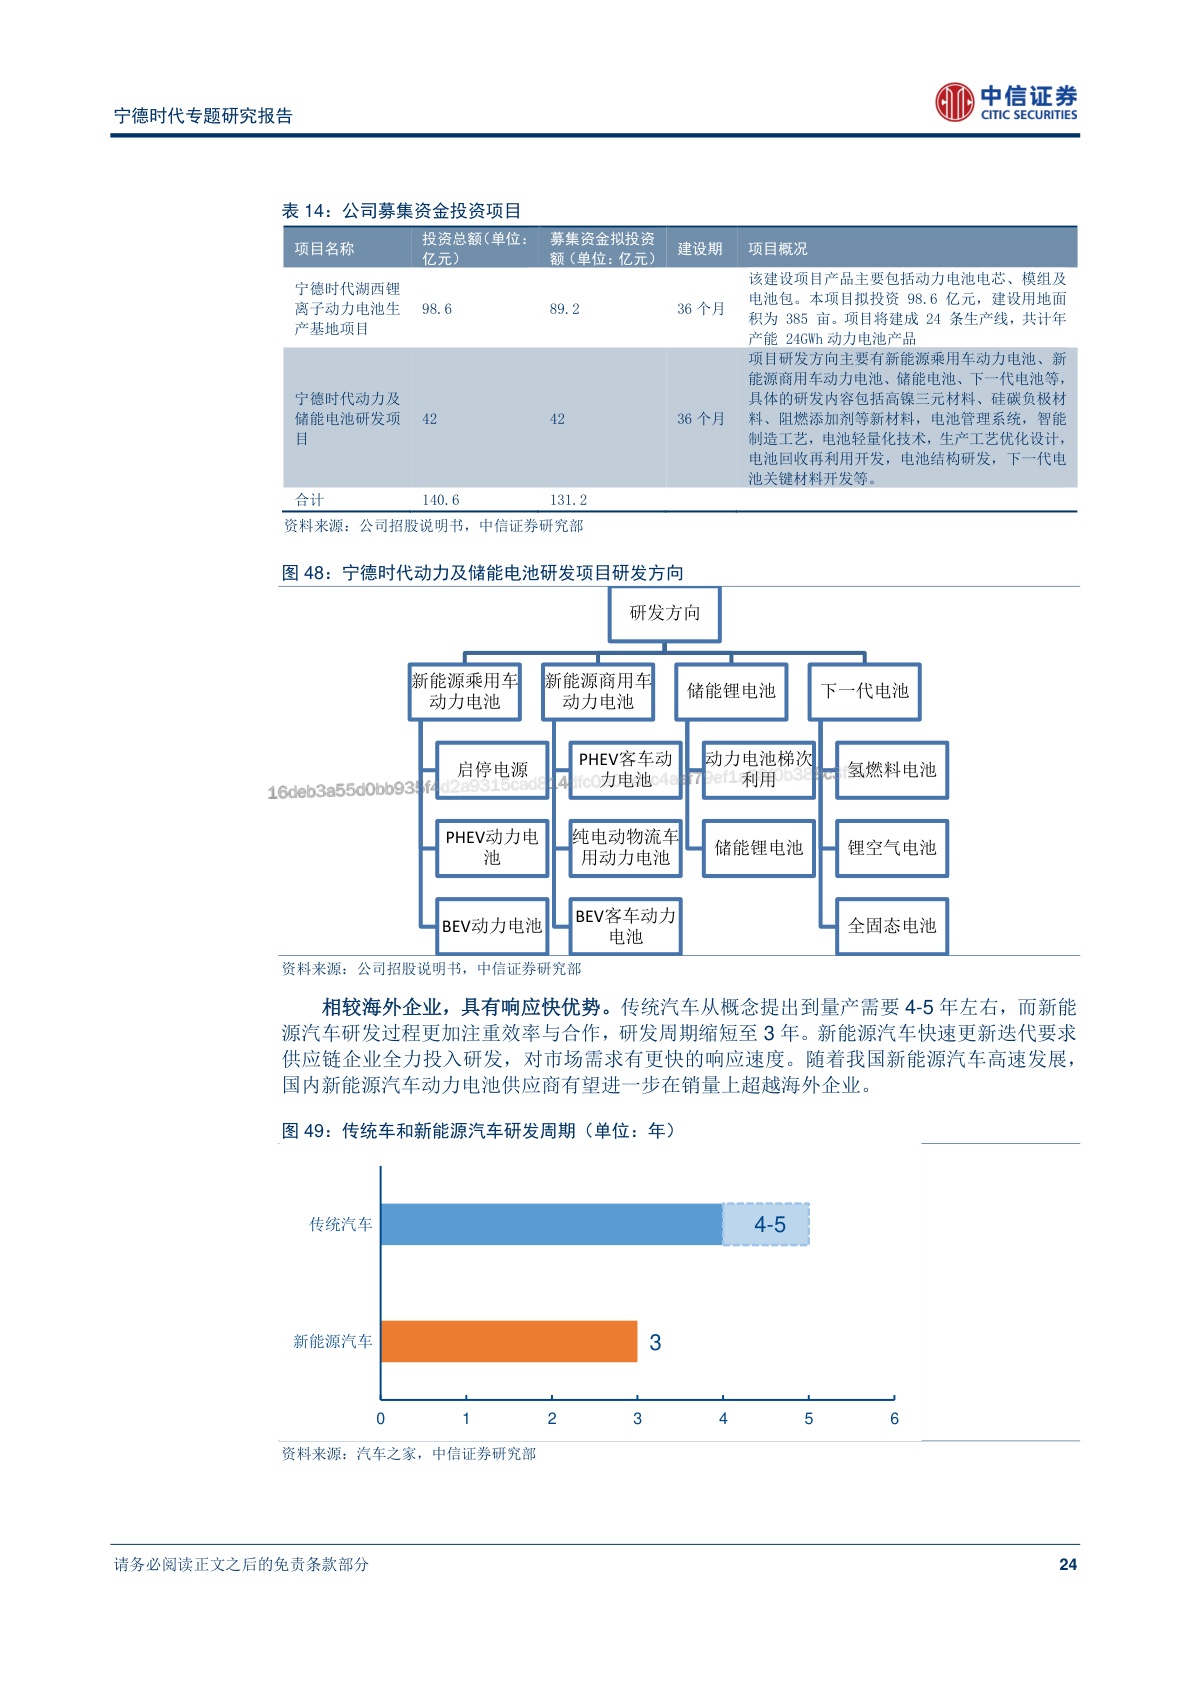 宁德时代专题研究报告
中信证券
CITIC SECURITIES
表 14：公司募集资金投资项目
项目名称
投资总额（单位：
亿元）
募集资金拟投资
额（单位：亿元）
建设期
项目概况
宁德时代湖西锂
离子动力电池生
产基地项目
98.6
89.2
36 个月
该建设项目产品主要包括动力电池电芯、模组及
电池包。本项目拟投资 98.6 亿元，建设用地面
积为 385 亩。项目将建成 24 条生产线，共计年
产能 24GWh 动力电池产品
宁德时代动力及
储能电池研发项
目
42
42
36 个月
项目研发方向主要有新能源乘用车动力电池、新
能源商用车动力电池、储能电池、下一代电池等，
具体的研发内容包括高镍三元材料、硅碳负极材
料、阻燃添加剂等新材料，电池管理系统，智能
制造工艺，电池轻量化技术，生产工艺优化设计，
电池回收再利用开发，电池结构研发，下一代电
池关键材料开发等。
合计
140.6
131.2
资料来源：公司招股说明书，中信证券研究部
图 48：宁德时代动力及储能电池研发项目研发方向
研发方向
新能源乘用车
动力电池
新能源商用车
动力电池
储能锂电池
下一代电池
启停电源
PHEV客车动
力电池
动力电池梯次
利用
氢燃料电池
16deb3a55d0bb935f4d2a9315cad814dfc0
PHEV动力电
池
纯电动物流车
用动力电池
储能锂电池
锂空气电池
BEV动力电池
BEV客车动力
电池
全固态电池
资料来源：公司招股说明书，中信证券研究部
相较海外企业，具有响应快优势。传统汽车从概念提出到量产需要 4-5 年左右，而新能
源汽车研发过程更加注重效率与合作，研发周期缩短至 3 年。新能源汽车快速更新迭代要求
供应链企业全力投入研发，对市场需求有更快的响应速度。随着我国新能源汽车高速发展，
国内新能源汽车动力电池供应商有望进一步在销量上超越海外企业。
图 49：传统车和新能源汽车研发周期（单位：年）
传统汽车
4-5
新能源汽车
3
0 1 2 3 4 5 6
资料来源：汽车之家，中信证券研究部
请务必阅读正文之后的免责条款部分
24